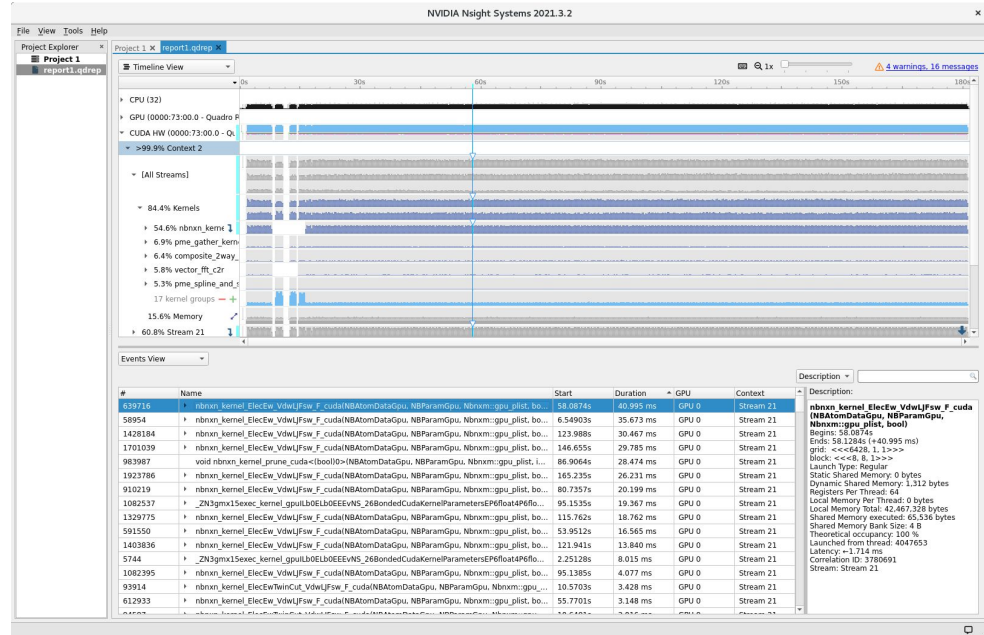 NVIDIA Nsight Systems 2021.3.2
File View Tools Help
Project Explorer
Project 1
report1.qdrep
Project 1 report1.qdrep
Timeline View
1x
4 warnings, 16 messages
0s 30s 60s 90s 120s 150s 180s
CPU (32)
GPU (0000:73:00.0 - Quadro R
CUDA HW (0000:73:00.0 - Qu
>99.9% Context 2
[All Streams]
84.4% Kernels
54.6% nbnxn_kerne
6.9% pme_gather_kern
6.4% composite_2way_
5.8% vector_fft_c2r
5.3% pme_spline_and_s
17 kernel groups — +
15.6% Memory
60.8% Stream 21
Events View
Description
# Name Start Duration GPU Context
639716 nbnxn_kernel_ElecEw_VdwLJFsw_F_cuda(NBAtomDataGpu, NBParamGpu, Nbnxm::gpu_plist, bo... 58.0874s 40.995 ms GPU 0 Stream 21
58954 nbnxn_kernel_ElecEw_VdwLJFsw_F_cuda(NBAtomDataGpu, NBParamGpu, Nbnxm::gpu_plist, bo... 6.54903s 35.673 ms GPU 0 Stream 21
1428184 nbnxn_kernel_ElecEw_VdwLJFsw_F_cuda(NBAtomDataGpu, NBParamGpu, Nbnxm::gpu_plist, bo... 123.988s 30.467 ms GPU 0 Stream 21
1701039 nbnxn_kernel_ElecEw_VdwLJFsw_F_cuda(NBAtomDataGpu, NBParamGpu, Nbnxm::gpu_plist, bo... 146.655s 29.785 ms GPU 0 Stream 21
983987 void nbnxn_kernel_prune_cuda<(bool)0>(NBAtomDataGpu, NBParamGpu, Nbnxm::gpu_plist, i... 86.9064s 28.474 ms GPU 0 Stream 21
1923786 nbnxn_kernel_ElecEw_VdwLJFsw_F_cuda(NBAtomDataGpu, NBParamGpu, Nbnxm::gpu_plist, bo... 165.235s 26.231 ms GPU 0 Stream 21
910219 nbnxn_kernel_ElecEw_VdwLJFsw_F_cuda(NBAtomDataGpu, NBParamGpu, Nbnxm::gpu_plist, bo... 80.7357s 20.199 ms GPU 0 Stream 21
1082537 _ZN3gmx15exec_kernel_gpuILb0ELb0EEEvNS_26BondedCudaKernelParametersEP6float4P6flo... 95.1535s 19.367 ms GPU 0 Stream 21
1329775 nbnxn_kernel_ElecEw_VdwLJFsw_F_cuda(NBAtomDataGpu, NBParamGpu, Nbnxm::gpu_plist, bo... 115.762s 18.762 ms GPU 0 Stream 21
591550 nbnxn_kernel_ElecEw_VdwLJFsw_F_cuda(NBAtomDataGpu, NBParamGpu, Nbnxm::gpu_plist, bo... 53.9512s 16.565 ms GPU 0 Stream 21
1403836 nbnxn_kernel_ElecEw_VdwLJFsw_F_cuda(NBAtomDataGpu, NBParamGpu, Nbnxm::gpu_plist, bo... 121.941s 13.840 ms GPU 0 Stream 21
5744 _ZN3gmx15exec_kernel_gpuILb0ELb0EEEvNS_26BondedCudaKernelParametersEP6float4P6flo... 2.25128s 8.015 ms GPU 0 Stream 21
1082395 nbnxn_kernel_ElecEw_VdwLJFsw_F_cuda(NBAtomDataGpu, NBParamGpu, Nbnxm::gpu_plist, bo... 95.1385s 4.077 ms GPU 0 Stream 21
93914 nbnxn_kernel_ElecEwTwinCut_VdwLJFsw_F_cuda(NBAtomDataGpu, NBParamGpu, Nbnxm::gpu_... 10.5703s 3.428 ms GPU 0 Stream 21
612933 nbnxn_kernel_ElecEw_VdwLJFsw_F_cuda(NBAtomDataGpu, NBParamGpu, Nbnxm::gpu_plist, bo... 55.7701s 3.148 ms GPU 0 Stream 21
Description:
nbnxn_kernel_ElecEw_VdwLJFsw_F_cuda
(NBAtomDataGpu, NBParamGpu,
Nbnxm::gpu_plist, bool)
Begins: 58.0874s
Ends: 58.1284s (+40.995 ms)
grid: <<<6428, 1, 1>>>
block: <<<8, 8, 1>>>
Launch Type: Regular
Static Shared Memory: 0 bytes
Dynamic Shared Memory: 1,312 bytes
Registers Per Thread: 64
Local Memory Per Thread: 0 bytes
Local Memory Total: 42,467,328 bytes
Shared Memory executed: 65,536 bytes
Shared Memory Bank Size: 4 B
Theoretical occupancy: 100 %
Launched from thread: 4047653
Latency: ←1.714 ms
Correlation ID: 3780691
Stream: Stream 21